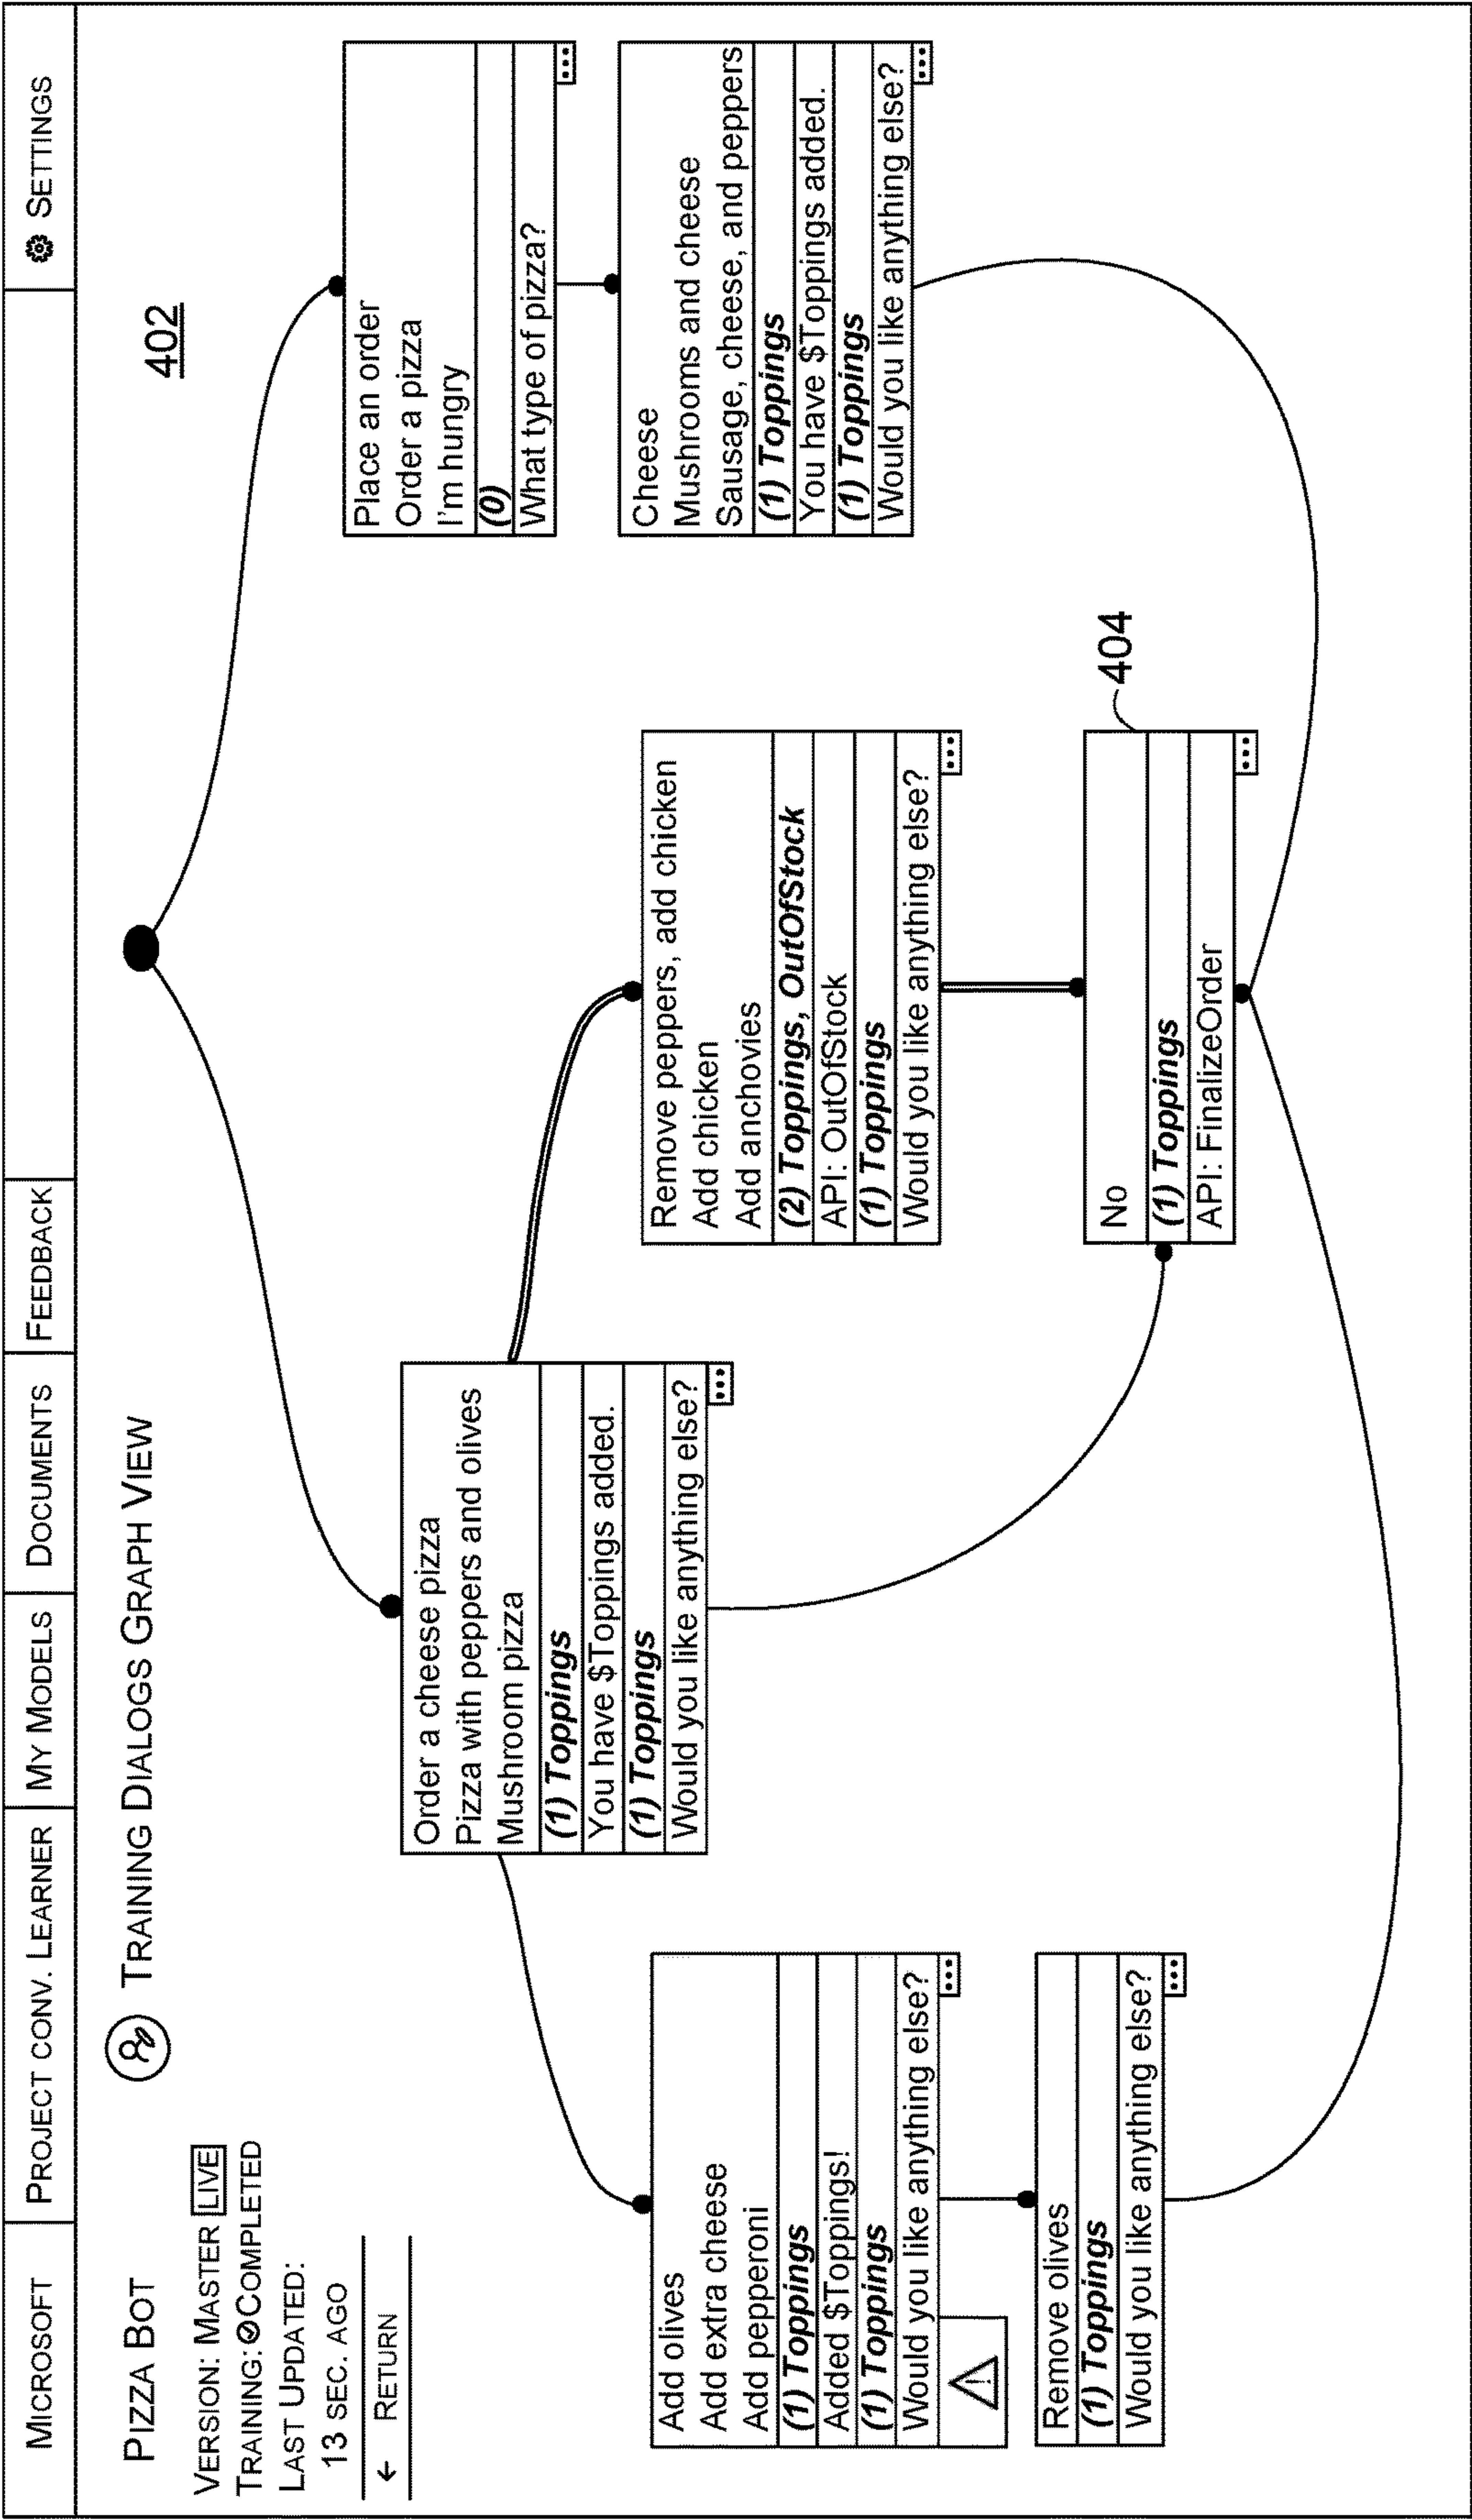 MICROSOFT
PROJECT CONV. LEARNER
MY MODELS
DOCUMENTS
FEEDBACK
SETTINGS
PIZZA BOT
TRAINING DIALOGS GRAPH VIEW
VERSION: MASTER LIVE
TRAINING: COMPLETED
LAST UPDATED:
13 SEC. AGO
← RETURN
402
Place an order
Order a pizza
I'm hungry
(0)
What type of pizza?
Order a cheese pizza
Pizza with peppers and olives
Mushroom pizza
(1) Toppings
You have $Toppings added.
(1) Toppings
Would you like anything else?
Add olives
Add extra cheese
Add pepperoni
(1) Toppings
Added $Toppings!
(1) Toppings
Would you like anything else?
Remove peppers, add chicken
Add chicken
Add anchovies
(2) Toppings, OutOfStock
API: OutOfStock
(1) Toppings
Would you like anything else?
Cheese
Mushrooms and cheese
Sausage, cheese, and peppers
(1) Toppings
You have $Toppings added.
(1) Toppings
Would you like anything else?
Remove olives
(1) Toppings
Would you like anything else?
404
No
(1) Toppings
API: FinalizeOrder